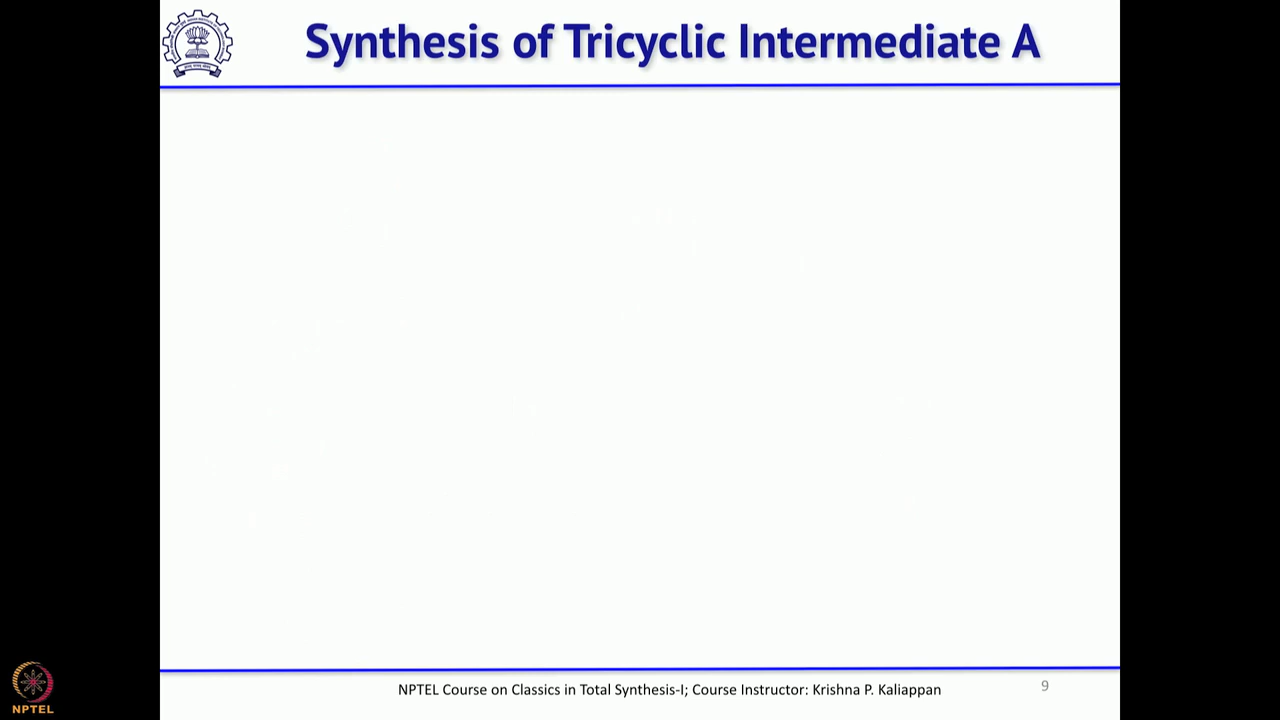 Synthesis of Tricyclic Intermediate A
NPTEL Course on Classics in Total Synthesis-I; Course Instructor: Krishna P. Kaliappan
9
NPTEL